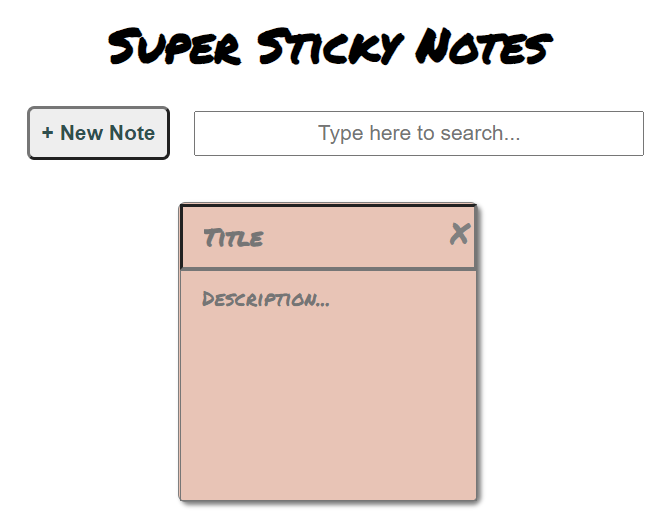 Super Sticky Notes
+ New Note
Type here to search...
Title
X
Description...